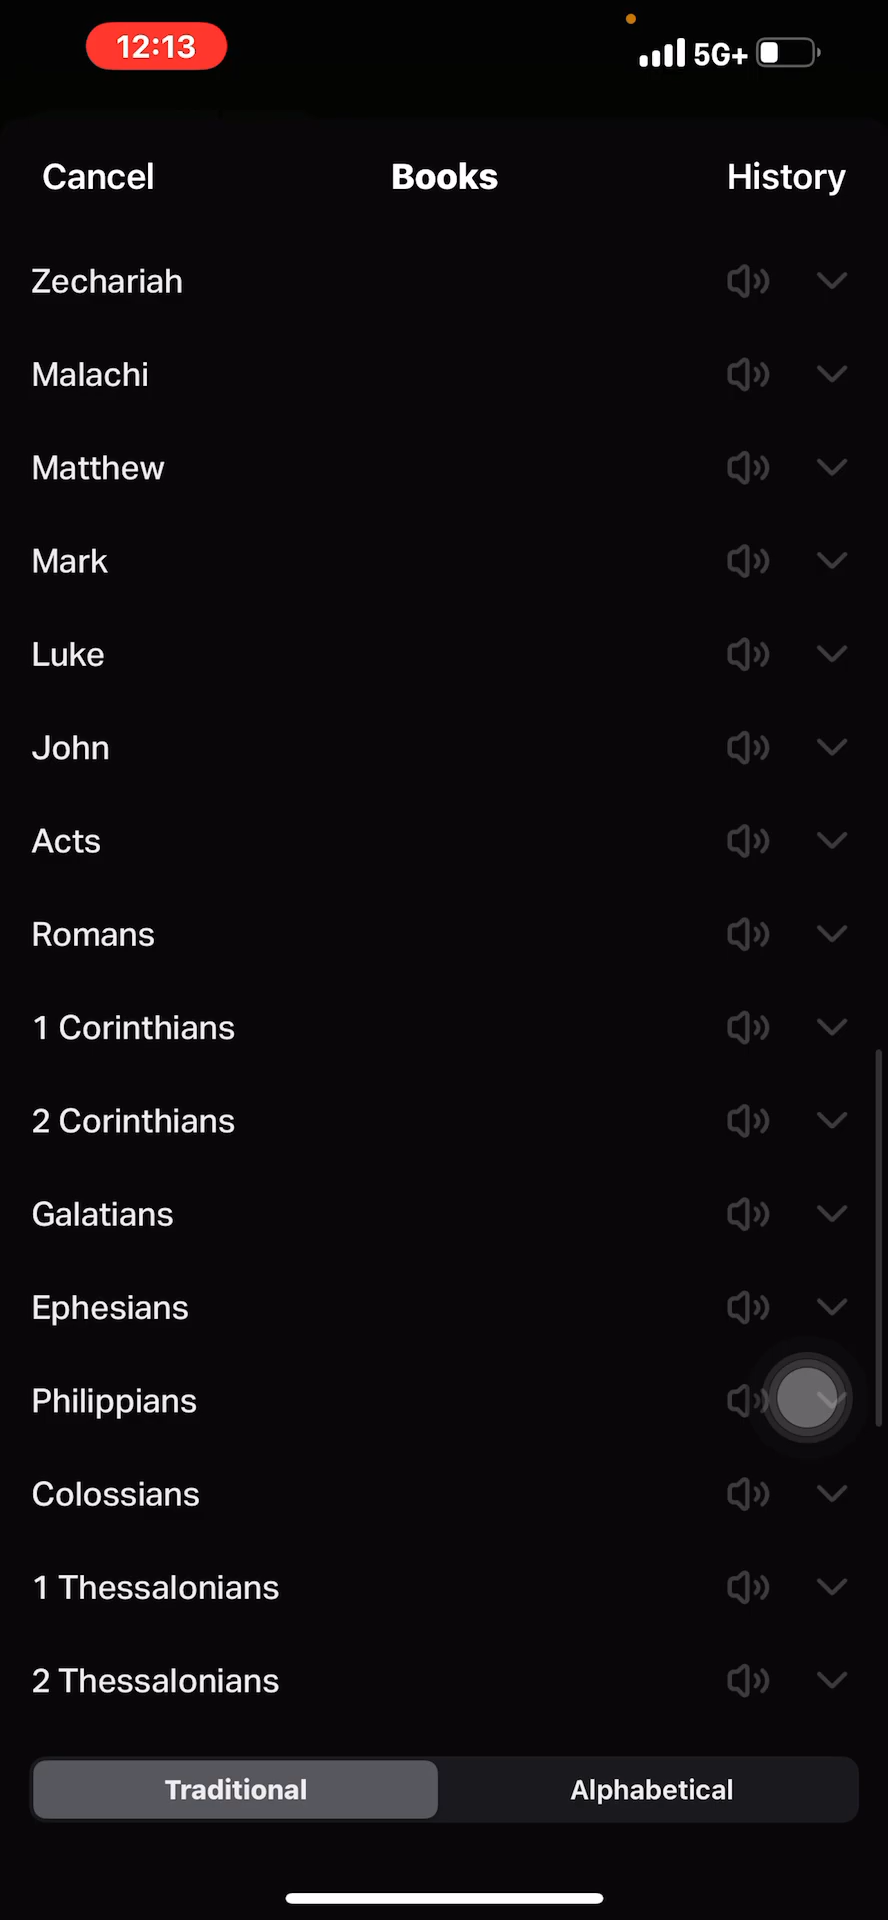 12:13 5G+
Cancel Books History
Zechariah
Malachi
Matthew
Mark
Luke
John
Acts
Romans
1 Corinthians
2 Corinthians
Galatians
Ephesians
Philippians
Colossians
1 Thessalonians
2 Thessalonians
Traditional Alphabetical